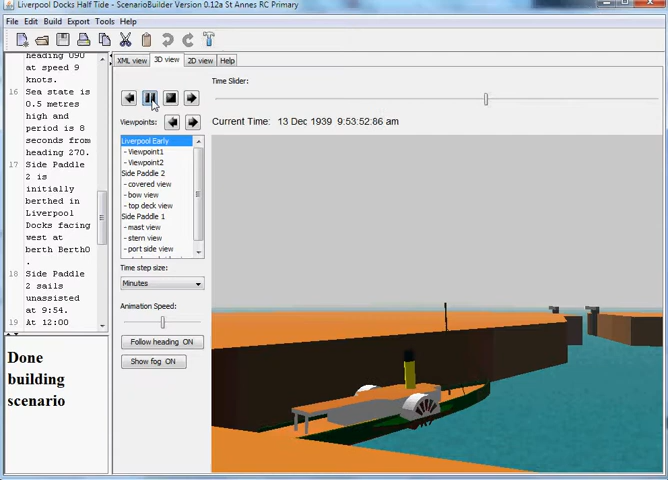 Liverpool Docks Half Tide - ScenarioBuilder Version 0.12a St Annes RC Primary
File Edit Build Export Tools Help
XML view 3D view 2D view Help
heading 090
at speed 9
knots.
16 Sea state is
0.5 metres
high and
period is 8
seconds from
heading 270.
17 Side Paddle
2 is
initially
berthed in
Liverpool
Docks facing
west at
berth Berth0
.
18 Side Paddle
2 sails
unassisted
at 9:54.
19 At 12:00
Done
building
scenario
Time Slider:
Viewpoints:
Current Time: 13 Dec 1939 9:53:52:86 am
Liverpool Early
- Viewpoint1
- Viewpoint2
Side Paddle 2
- covered view
- bow view
- top deck view
Side Paddle 1
- mast view
- stern view
- port side view
Time step size:
Minutes
Animation Speed:
Follow heading ON
Show fog ON